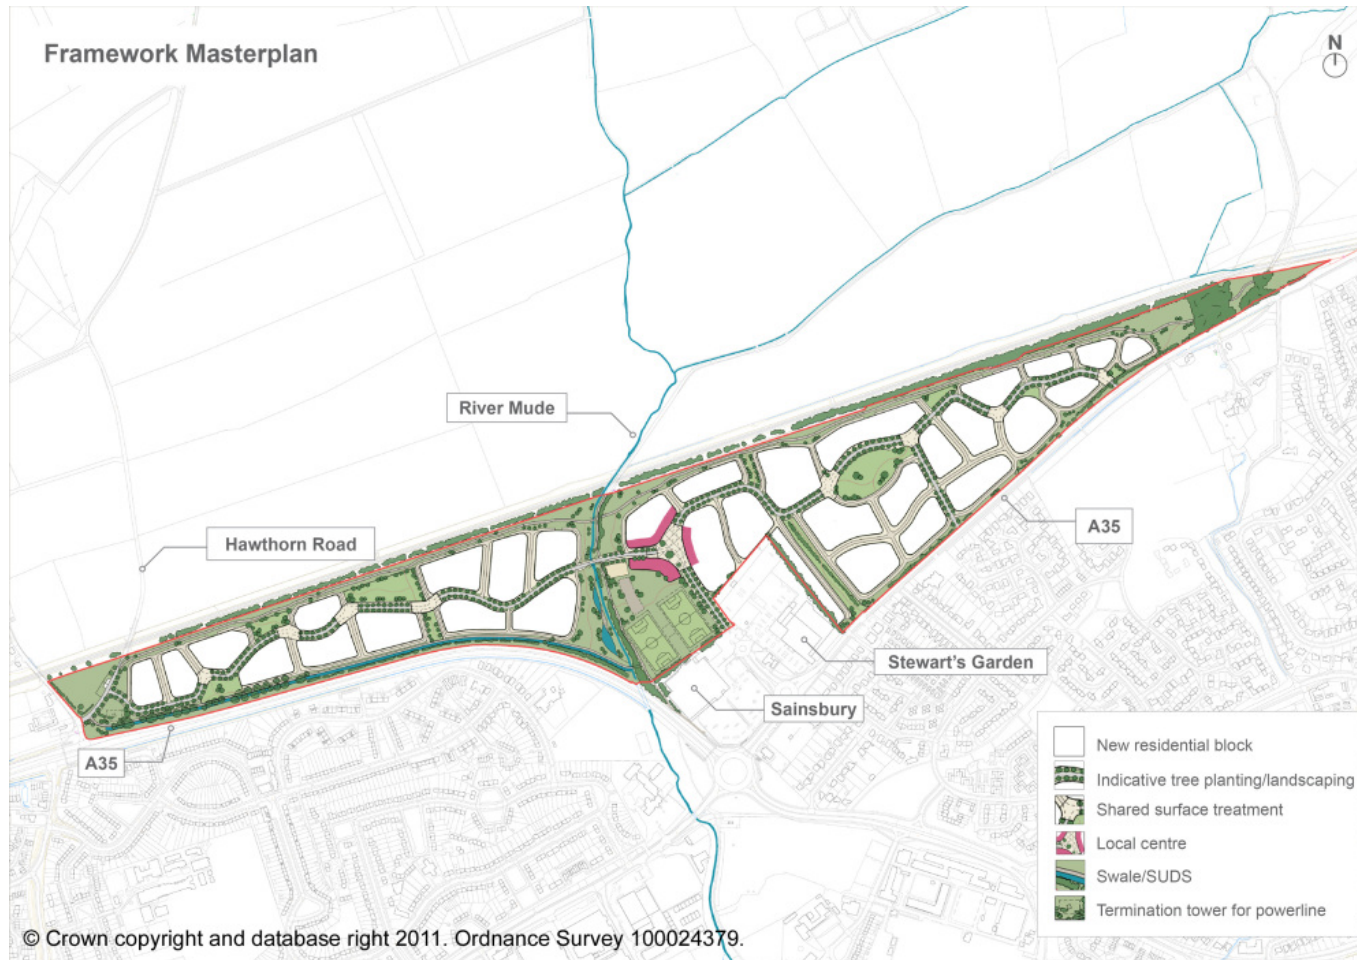 Framework Masterplan
N
River Mude
Hawthorn Road
A35
Stewart's Garden
Sainsbury
A35
New residential block
Indicative tree planting/landscaping
Shared surface treatment
Local centre
Swale/SUDS
Termination tower for powerline
© Crown copyright and database right 2011. Ordnance Survey 100024379.